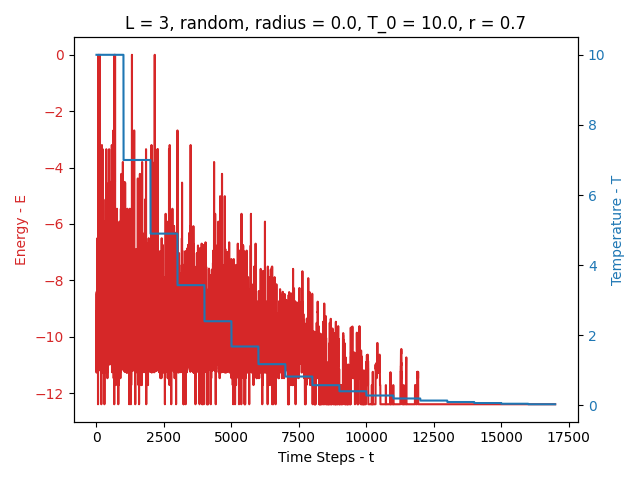 L = 3, random, radius = 0.0, T_0 = 10.0, r = 0.7
0
−2
−4
−6
−8
−10
−12
Energy - E
10
8
6
4
2
0
Temperature - T
0 2500 5000 7500 10000 12500 15000 17500
Time Steps - t